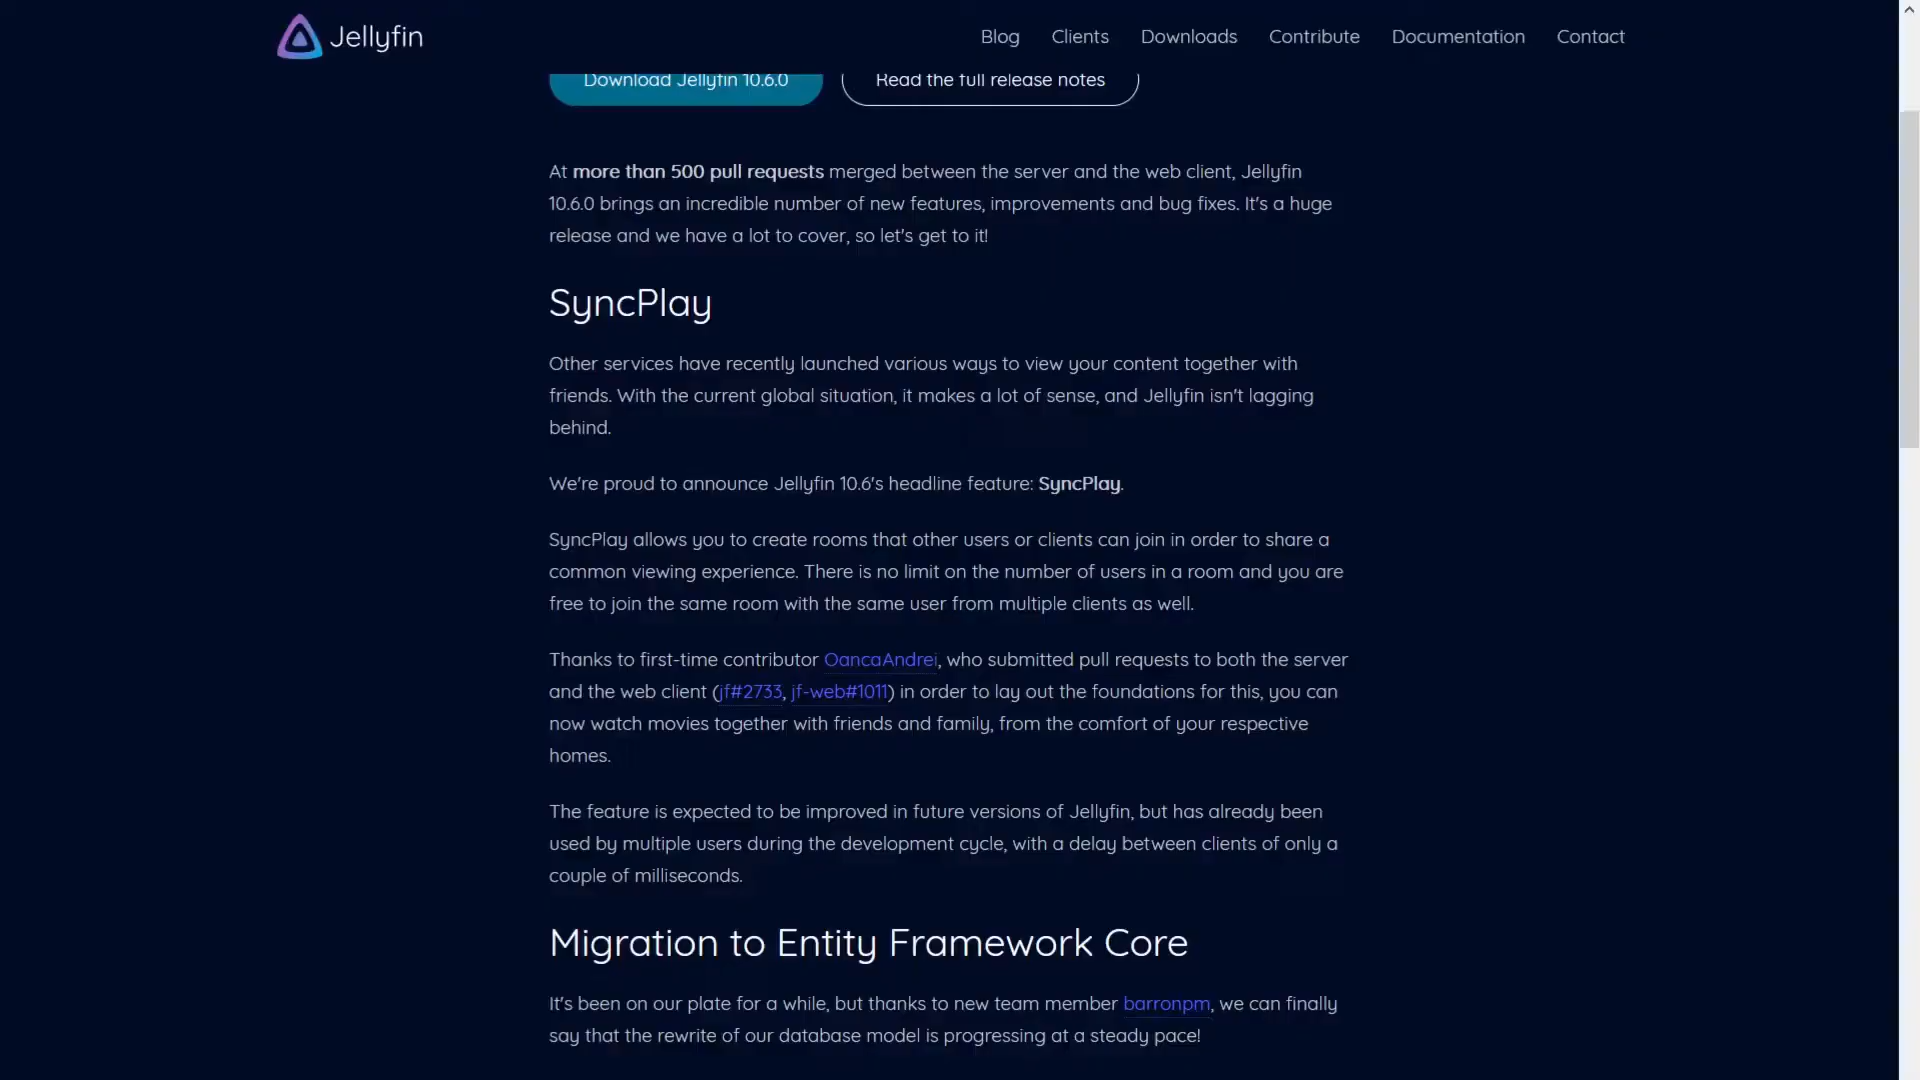 Jellyfin
Blog Clients Downloads Contribute Documentation Contact
Download Jellyfin 10.6.0 Read the full release notes
At more than 500 pull requests merged between the server and the web client, Jellyfin
10.6.0 brings an incredible number of new features, improvements and bug fixes. It's a huge
release and we have a lot to cover, so let's get to it!
SyncPlay
Other services have recently launched various ways to view your content together with
friends. With the current global situation, it makes a lot of sense, and Jellyfin isn't lagging
behind.
We're proud to announce Jellyfin 10.6's headline feature: SyncPlay.
SyncPlay allows you to create rooms that other users or clients can join in order to share a
common viewing experience. There is no limit on the number of users in a room and you are
free to join the same room with the same user from multiple clients as well.
Thanks to first-time contributor OancaAndrei, who submitted pull requests to both the server
and the web client (jf#2733, jf-web#1011) in order to lay out the foundations for this, you can
now watch movies together with friends and family, from the comfort of your respective
homes.
The feature is expected to be improved in future versions of Jellyfin, but has already been
used by multiple users during the development cycle, with a delay between clients of only a
couple of milliseconds.
Migration to Entity Framework Core
It's been on our plate for a while, but thanks to new team member barronpm, we can finally
say that the rewrite of our database model is progressing at a steady pace!